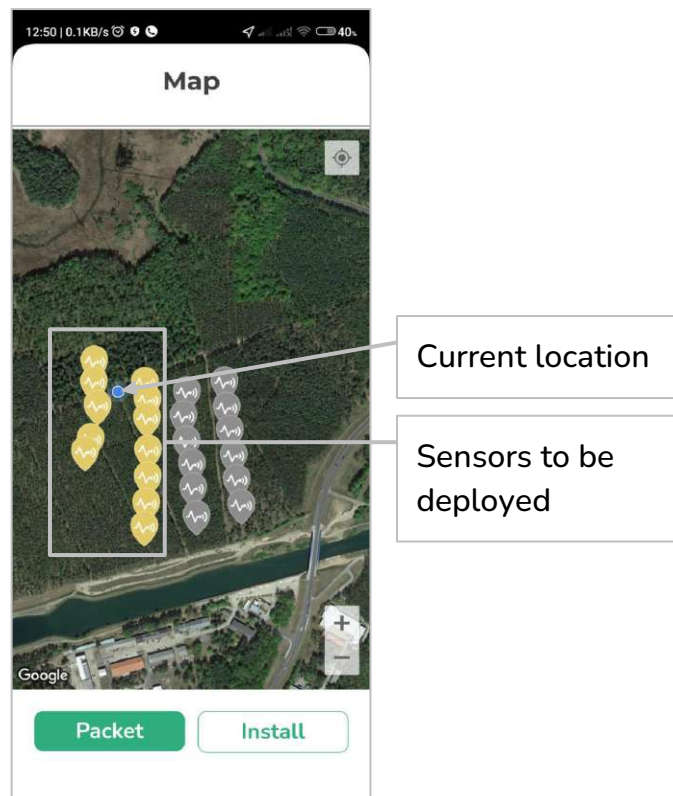 12:50 | 0.1KB/s
40%
Map
Current location
Sensors to be
deployed
+
−
Google
Packet
Install